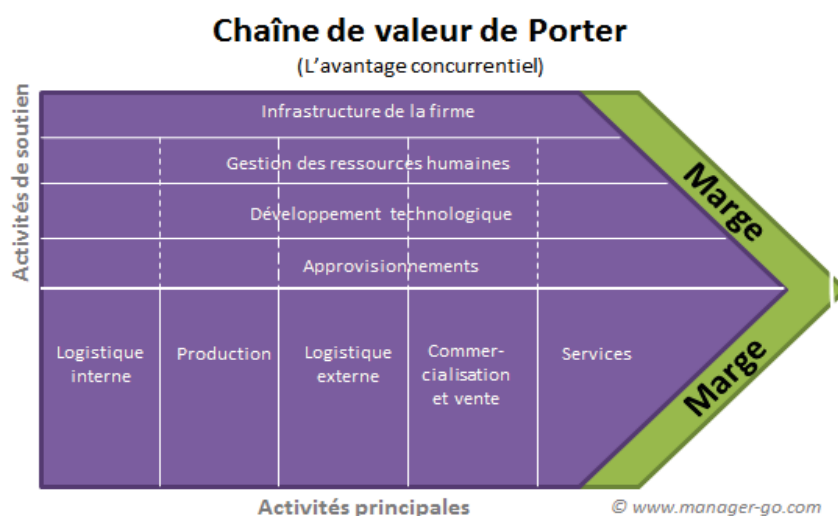 Chaîne de valeur de Porter
(L'avantage concurrentiel)
Activités de soutien
Infrastructure de la firme
Gestion des ressources humaines
Développement technologique
Approvisionnements
Marge
Logistique
interne
Production
Logistique
externe
Commer-
cialisation
et vente
Services
Marge
Activités principales
© www.manager-go.com